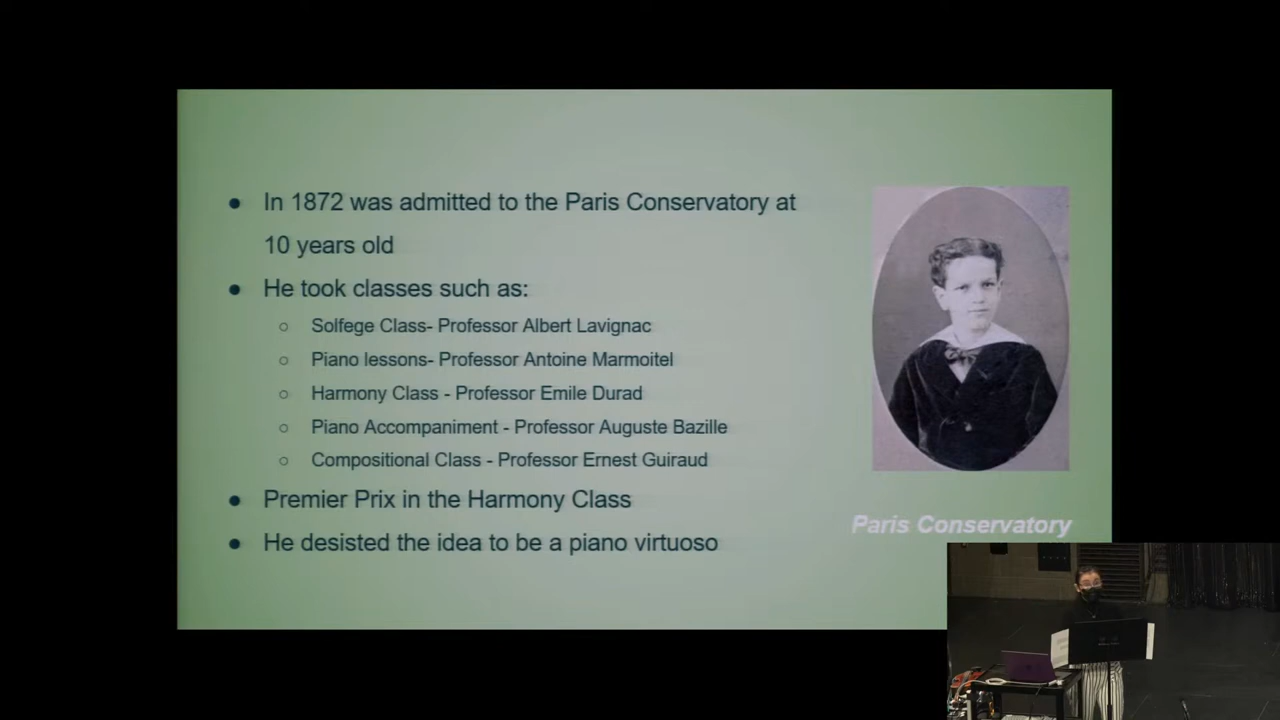 • In 1872 was admitted to the Paris Conservatory at
10 years old
• He took classes such as:
○ Solfege Class- Professor Albert Lavignac
○ Piano lessons- Professor Antoine Marmoitel
○ Harmony Class - Professor Emile Durad
○ Piano Accompaniment - Professor Auguste Bazille
○ Compositional Class - Professor Ernest Guiraud
• Premier Prix in the Harmony Class
• He desisted the idea to be a piano virtuoso
Paris Conservatory